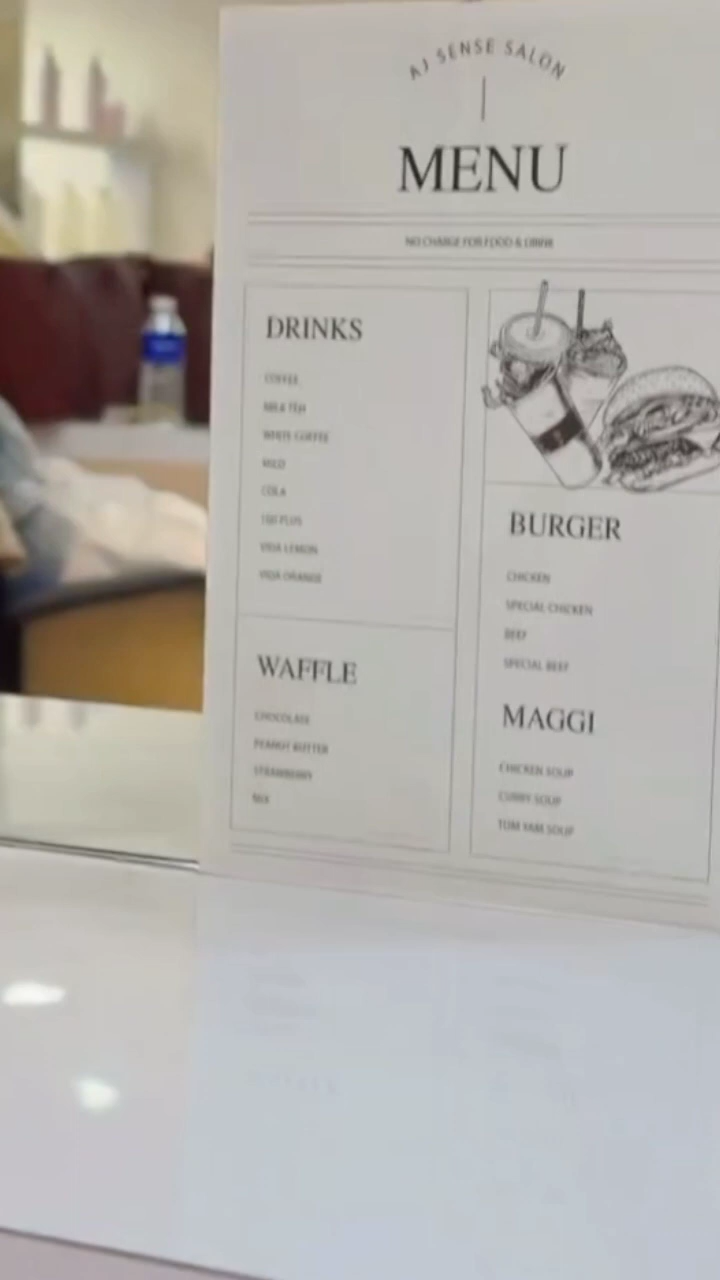 AJ SENSE SALON
MENU
NO CHARGE FOR FOOD & DRINK
DRINKS
COFFEE
MILK TEH
WHITE COFFEE
MILO
COLA
100 PLUS
VIDA LEMON
VIDA ORANGE
WAFFLE
CHOCOLATE
PEANUT BUTTER
STRAWBERRY
MIX
BURGER
CHICKEN
SPECIAL CHICKEN
BEEF
SPECIAL BEEF
MAGGI
CHICKEN SOUP
CURRY SOUP
TOM YAM SOUP